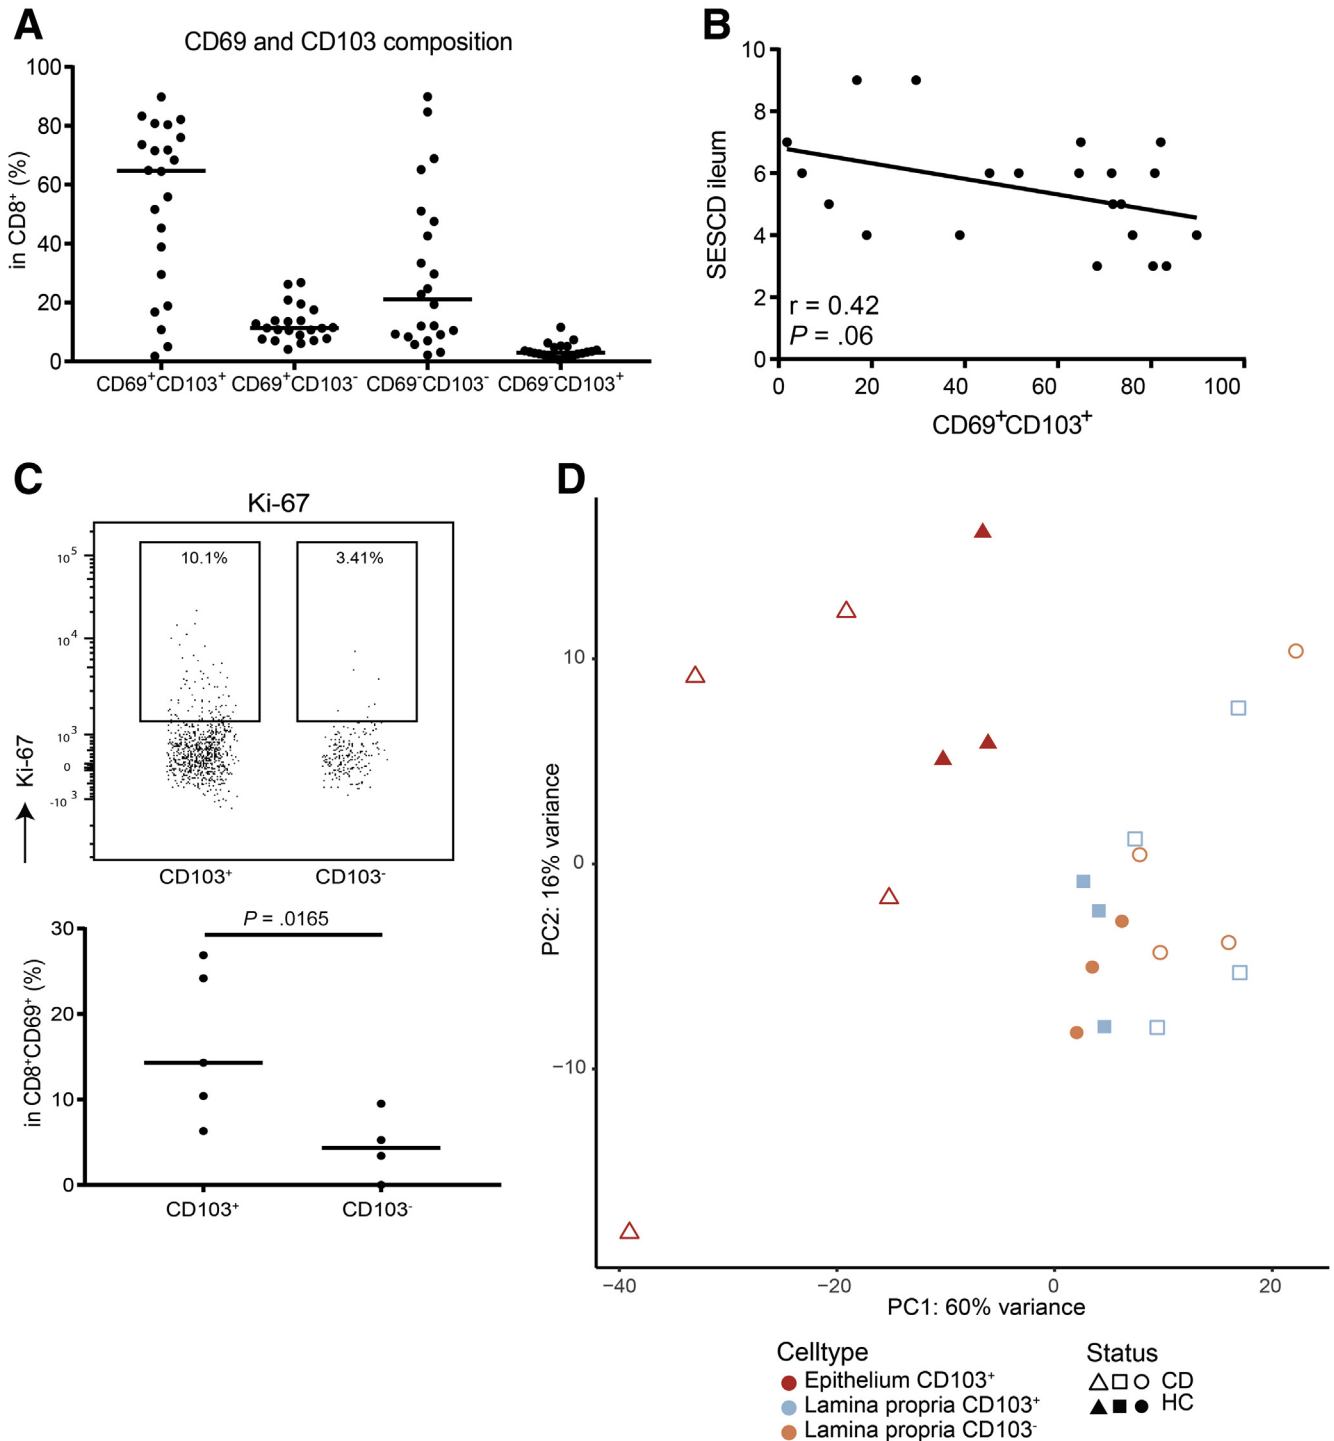 A
CD69 and CD103 composition
in CD8⁺ (%)
100
80
60
40
20
0
CD69⁺CD103⁺
CD69⁺CD103⁻
CD69⁻CD103⁻
CD69⁻CD103⁺
B
SESCD ileum
10
8
6
4
2
0
r = 0.42
P = .06
0 20 40 60 80 100
CD69⁺CD103⁺
C
Ki-67
10⁵
10⁴
10³
0
-10³
10.1%
3.41%
Ki-67
CD103⁺
CD103⁻
P = .0165
in CD8⁺CD69⁺ (%)
30
20
10
0
CD103⁺
CD103⁻
D
PC2: 16% variance
10
0
−10
−40 −20 0 20
PC1: 60% variance
Celltype
Epithelium CD103⁺
Lamina propria CD103⁺
Lamina propria CD103⁻
Status
CD
HC